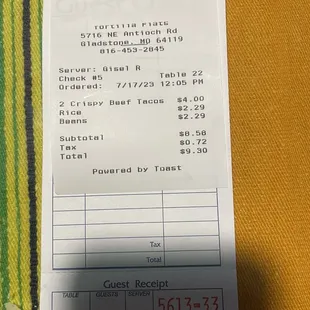 Tortilla Flats
5716 NE Antioch Rd
Gladstone, MO 64119
816-453-2845
Server: Gisel R
Check #5 Table 22
Ordered: 7/17/23 12:05 PM
2 Crispy Beef Tacos $4.00
Rice $2.29
Beans $2.29
Subtotal $8.58
Tax $0.72
Total $9.30
Powered by Toast
Tax
Total
Guest Receipt
TABLE GUESTS SERVER 5613-33